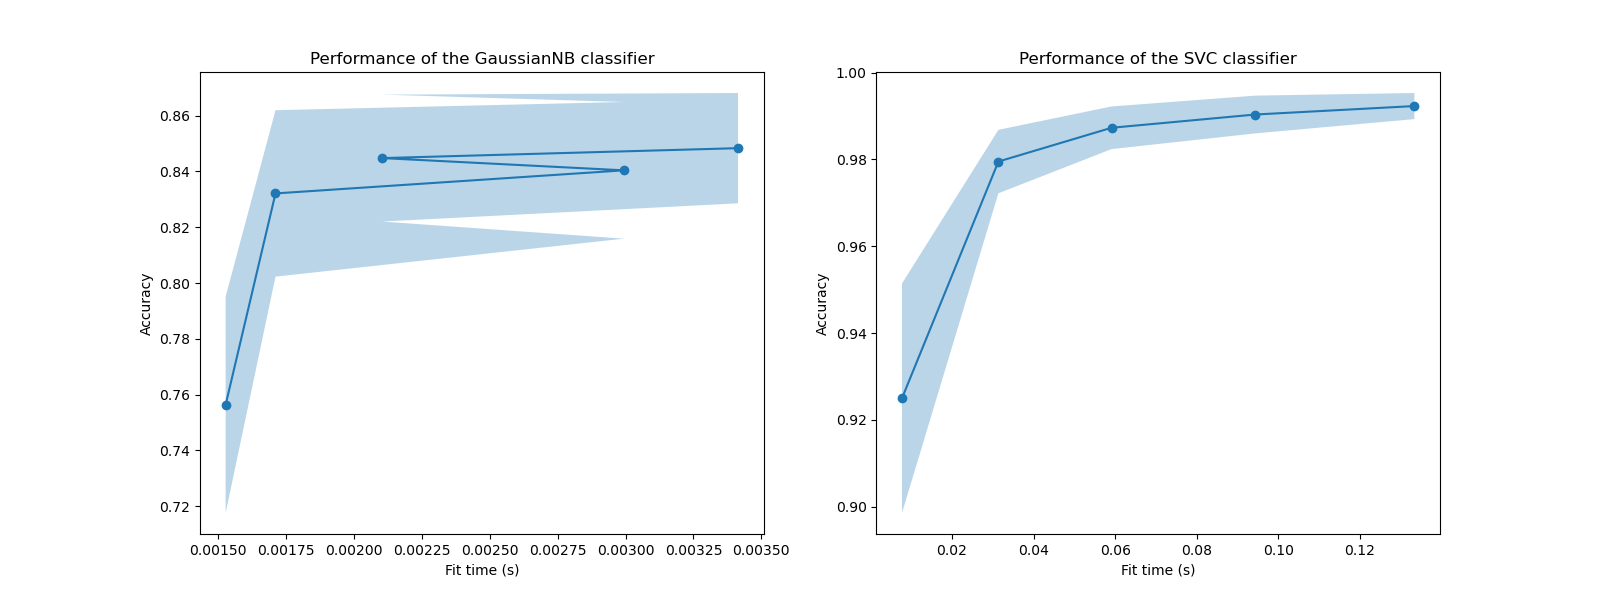 Performance of the GaussianNB classifier
0.86
0.84
0.82
0.80
0.78
0.76
0.74
0.72
Accuracy
0.00150 0.00175 0.00200 0.00225 0.00250 0.00275 0.00300 0.00325 0.00350
Fit time (s)
Performance of the SVC classifier
1.00
0.98
0.96
0.94
0.92
0.90
Accuracy
0.02 0.04 0.06 0.08 0.10 0.12
Fit time (s)